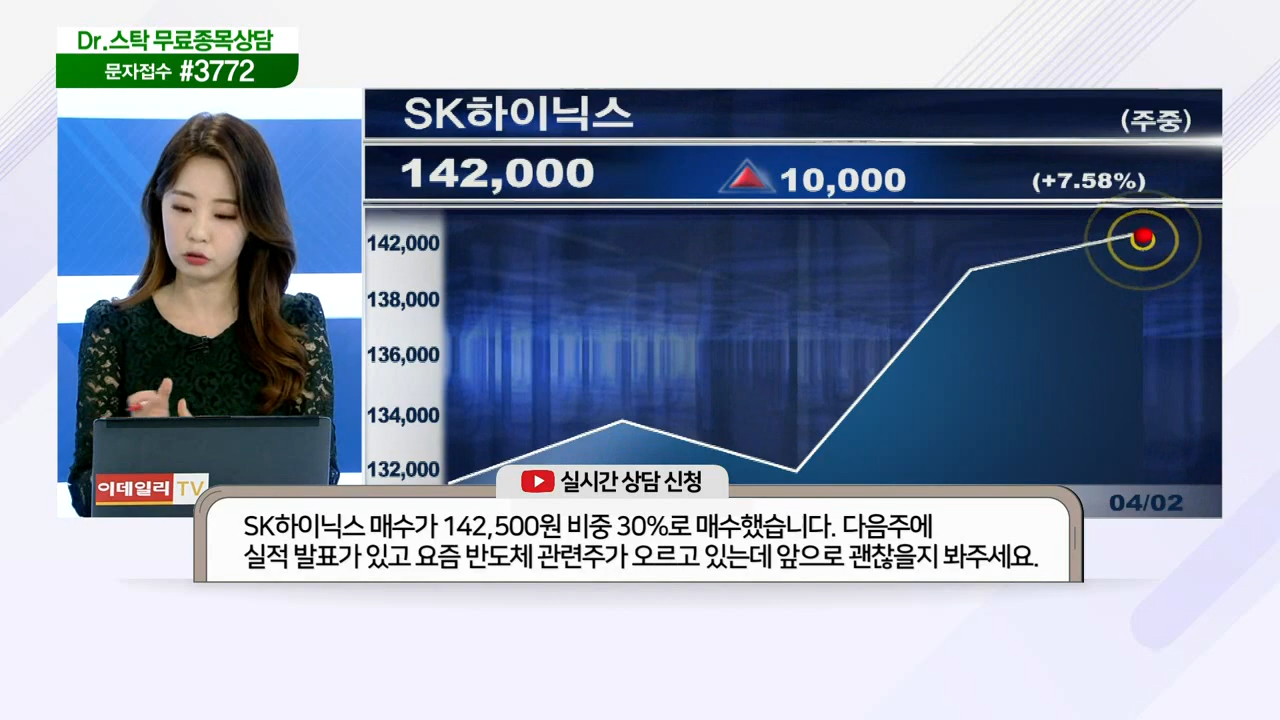 Dr.스탁 무료종목상담
문자접수 #3772
SK하이닉스 (주중)
142,000 10,000 (+7.58%)
142,000
138,000
136,000
134,000
132,000
04/02
이데일리 TV
실시간 상담 신청
SK하이닉스 매수가 142,500원 비중 30%로 매수했습니다. 다음주에
실적 발표가 있고 요즘 반도체 관련주가 오르고 있는데 앞으로 괜찮을지 봐주세요.